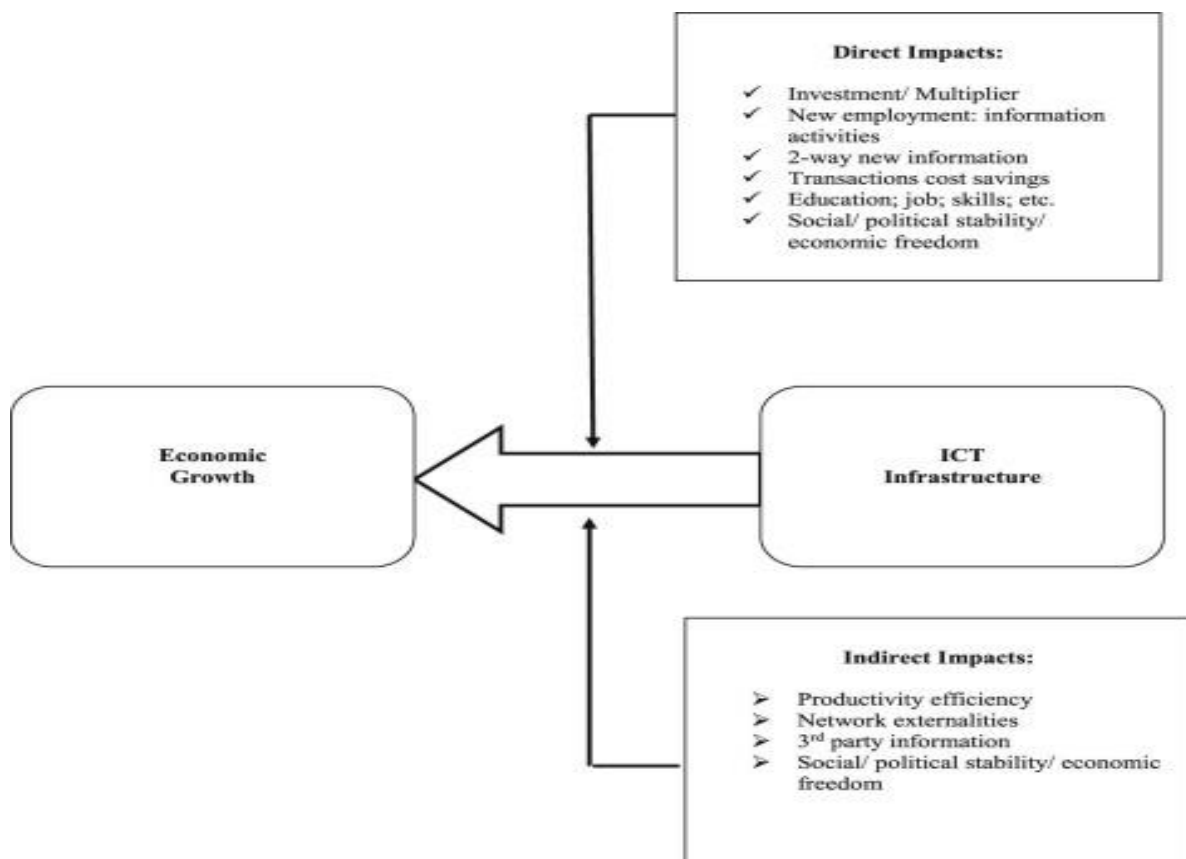 Direct Impacts:
✓ Investment/ Multiplier
✓ New employment: information
activities
✓ 2-way new information
✓ Transactions cost savings
✓ Education; job; skills; etc.
✓ Social/ political stability/
economic freedom
Economic
Growth
ICT
Infrastructure
Indirect Impacts:
➢ Productivity efficiency
➢ Network externalities
➢ 3rd party information
➢ Social/ political stability/ economic
freedom